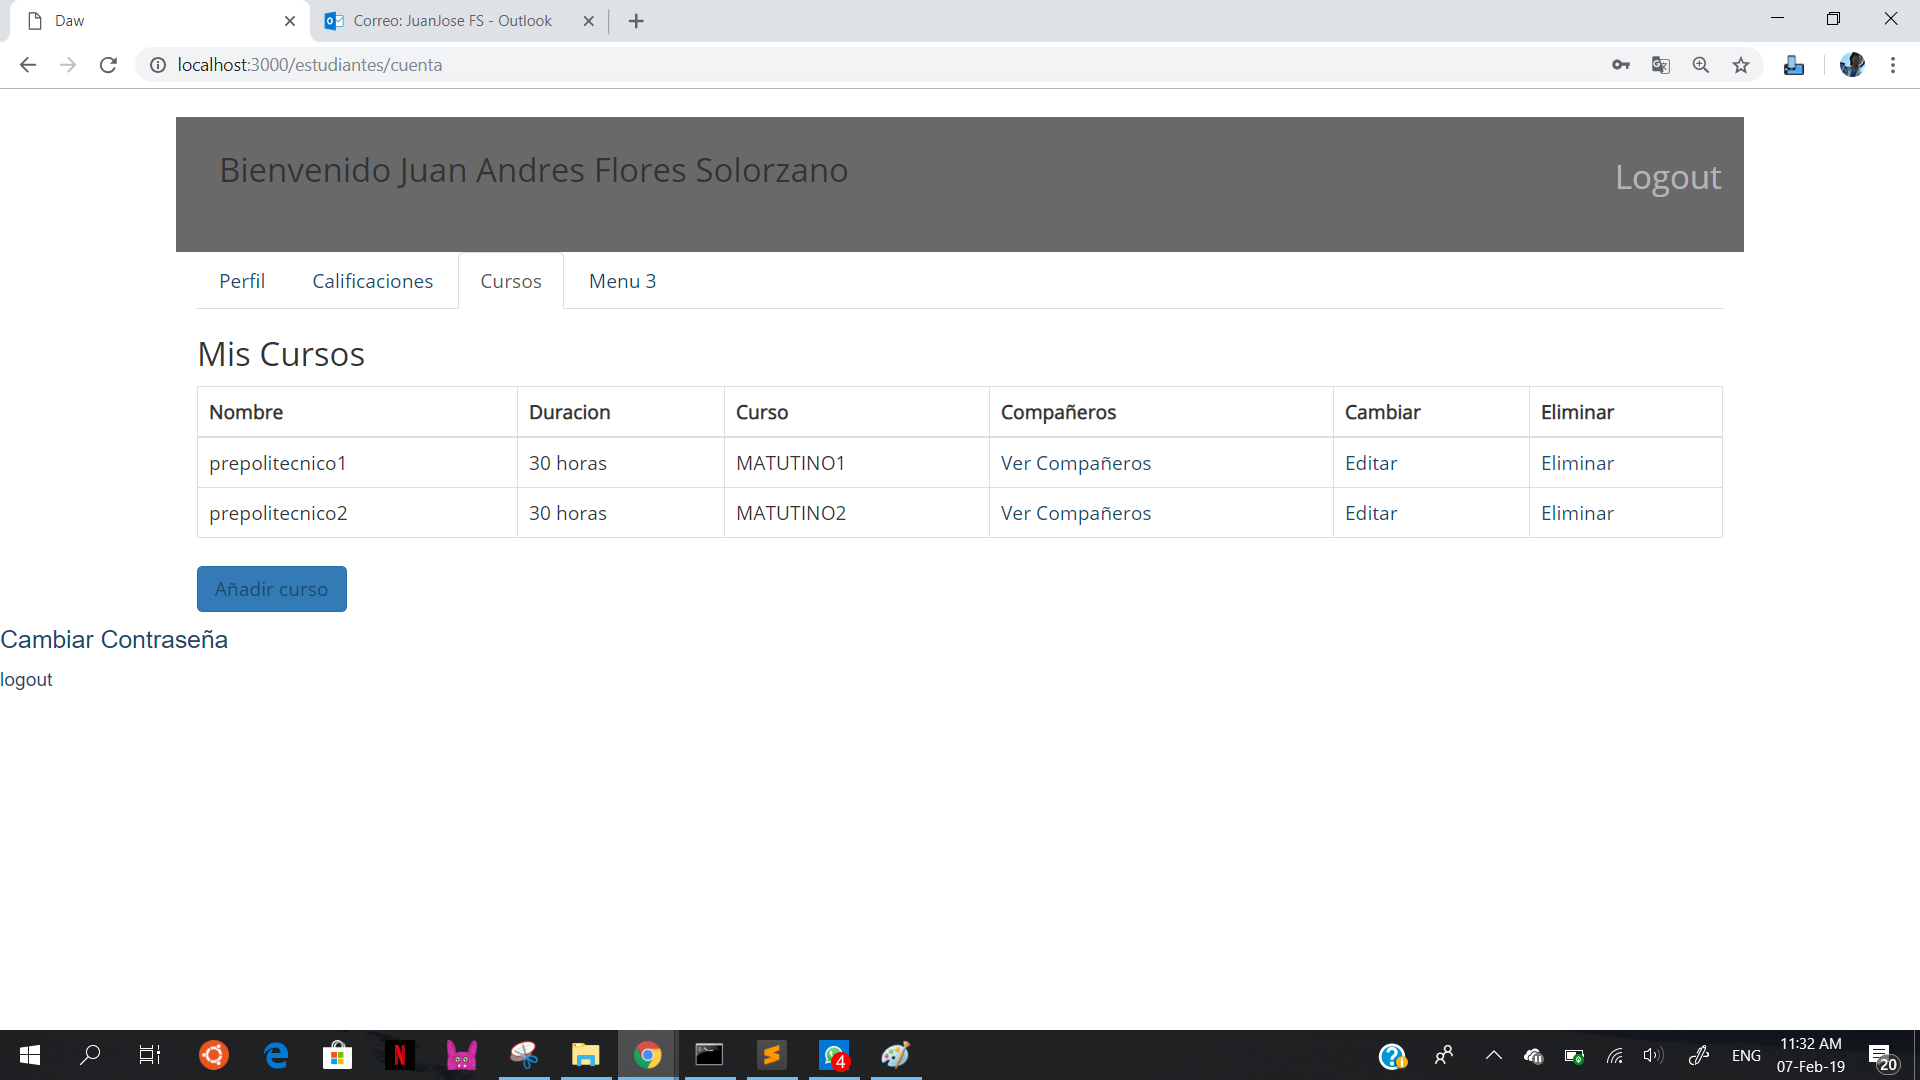 Daw
Correo: JuanJose FS - Outlook
localhost:3000/estudiantes/cuenta
Bienvenido Juan Andres Flores Solorzano
Logout
Perfil Calificaciones Cursos Menu 3
Mis Cursos
Nombre Duracion Curso Compañeros Cambiar Eliminar
prepolitecnico1 30 horas MATUTINO1 Ver Compañeros Editar Eliminar
prepolitecnico2 30 horas MATUTINO2 Ver Compañeros Editar Eliminar
Añadir curso
Cambiar Contraseña
logout
N
4
ENG
11:32 AM
07-Feb-19
20